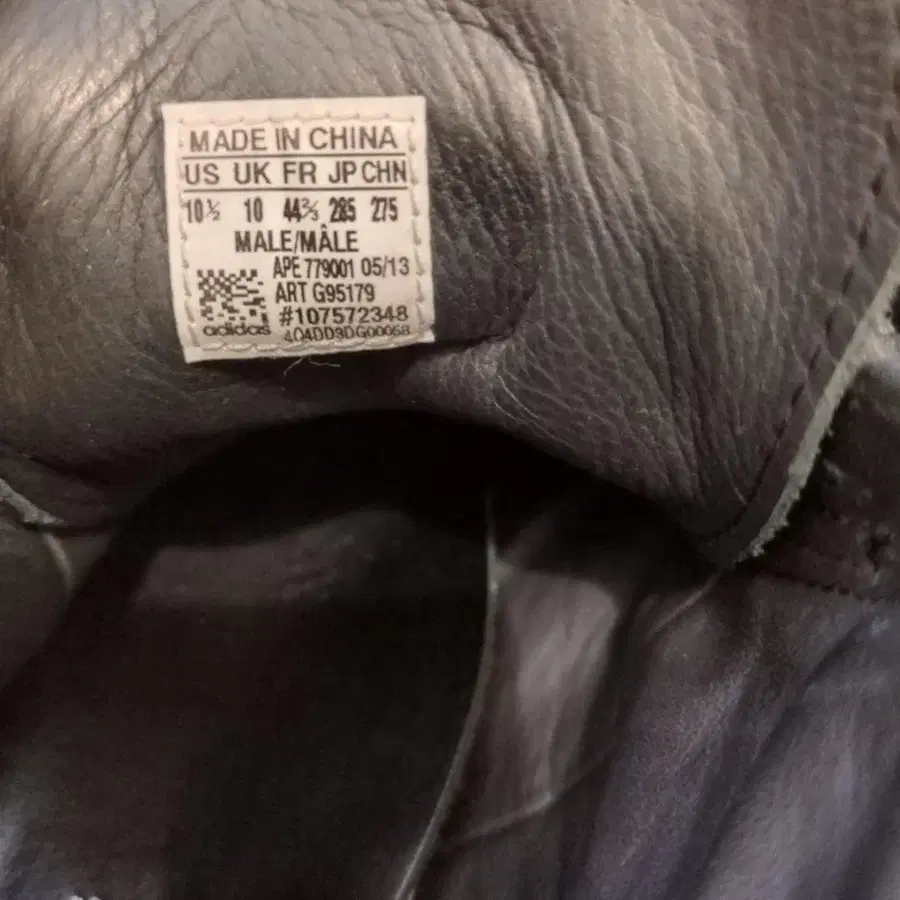 MADE IN CHINA
US UK FR JP CHN
10½ 10 44⅔ 285 275
MALE/MÂLE
APE 779001 05/13
ART G95179
#107572348
adidas 404DD3DG00058